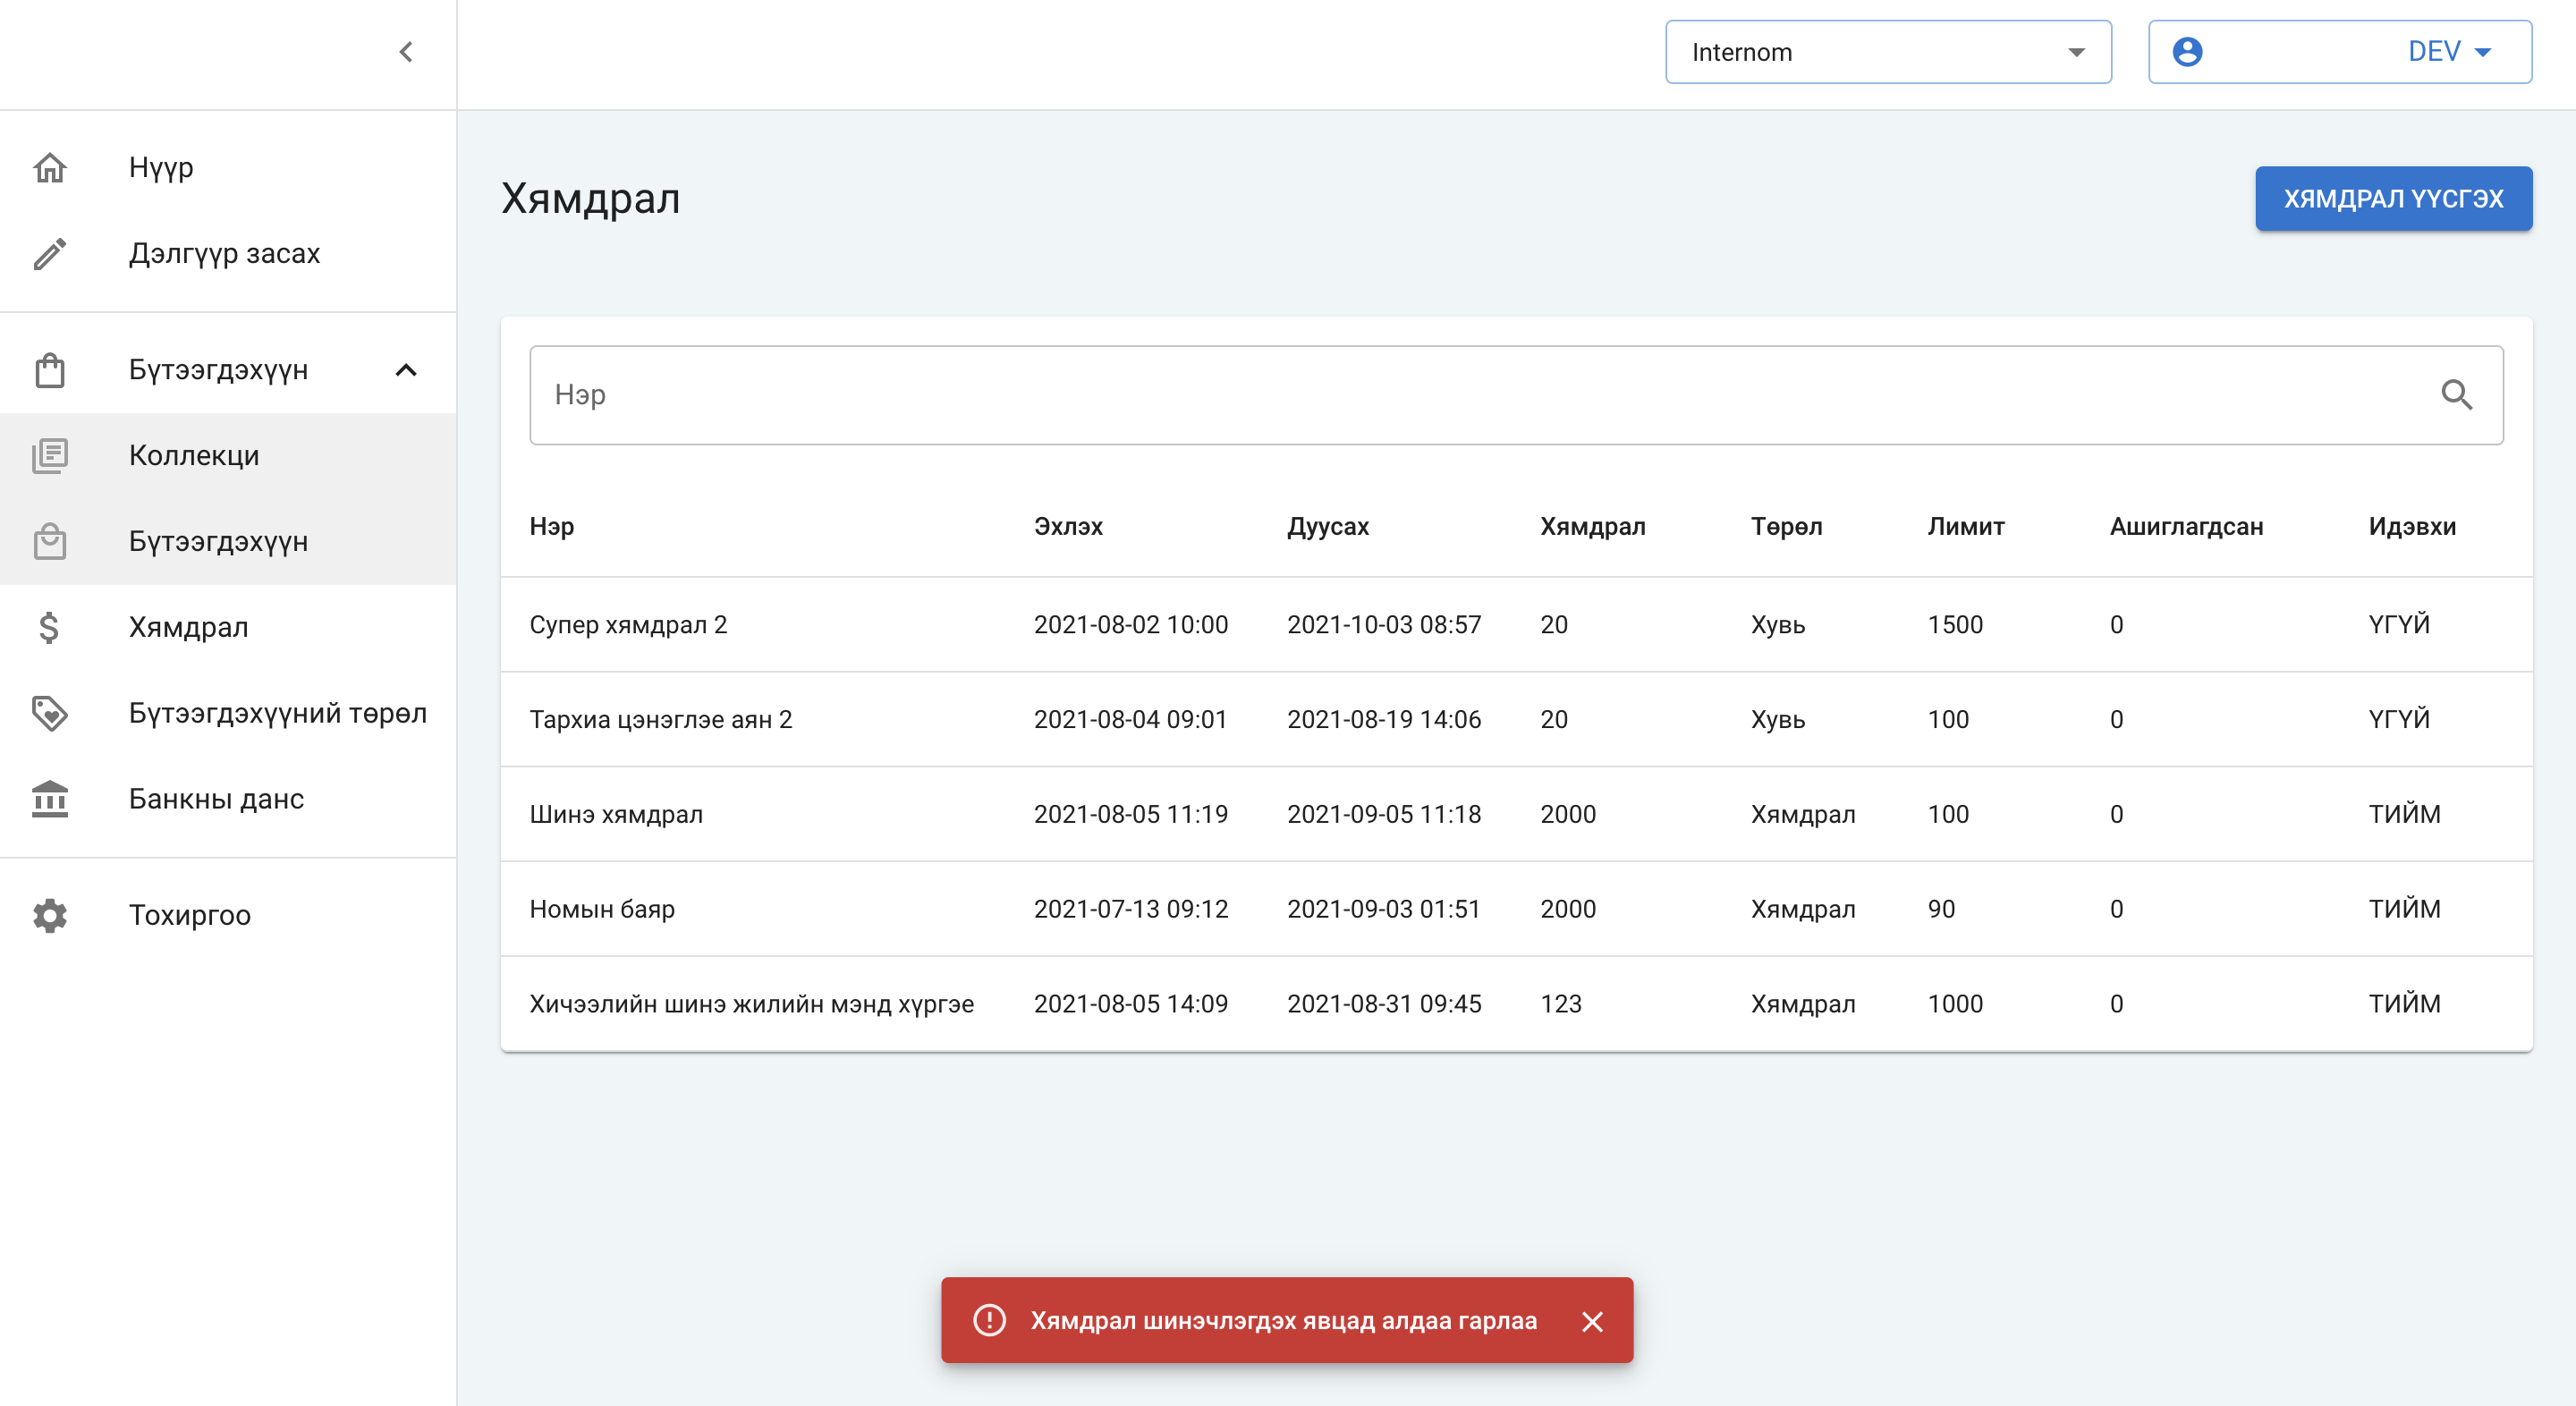 Internom
DEV
Нүүр
Дэлгүүр засах
Бүтээгдэхүүн
Коллекци
Бүтээгдэхүүн
Хямдрал
Бүтээгдэхүүний төрөл
Банкны данс
Тохиргоо
Хямдрал
ХЯМДРАЛ ҮҮСГЭХ
Нэр
Нэр Эхлэх Дуусах Хямдрал Төрөл Лимит Ашиглагдсан Идэвхи
Супер хямдрал 2 2021-08-02 10:00 2021-10-03 08:57 20 Хувь 1500 0 ҮГҮЙ
Тархиа цэнэглэе аян 2 2021-08-04 09:01 2021-08-19 14:06 20 Хувь 100 0 ҮГҮЙ
Шинэ хямдрал 2021-08-05 11:19 2021-09-05 11:18 2000 Хямдрал 100 0 ТИЙМ
Номын баяр 2021-07-13 09:12 2021-09-03 01:51 2000 Хямдрал 90 0 ТИЙМ
Хичээлийн шинэ жилийн мэнд хүргэе 2021-08-05 14:09 2021-08-31 09:45 123 Хямдрал 1000 0 ТИЙМ
Хямдрал шинэчлэгдэх явцад алдаа гарлаа